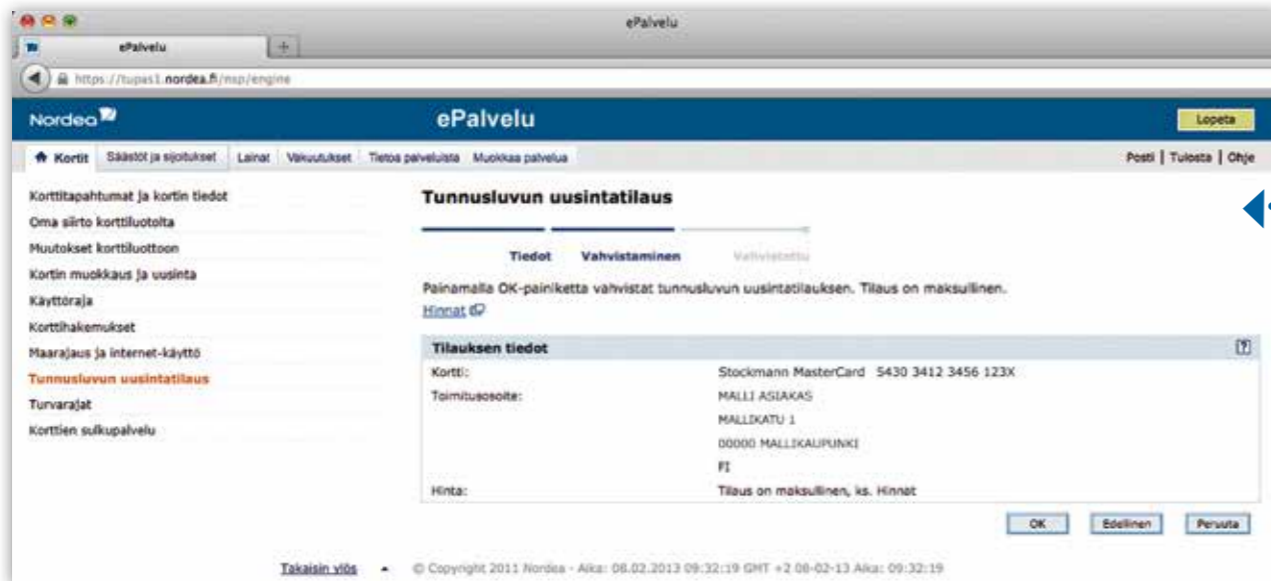 ePalvelu
ePalvelu
https://tupas1.nordea.fi/nsp/engine
Nordea ePalvelu Lopeta
Kortit Säästöt ja sijoitukset Lainat Vakuutukset Tietoa palveluista Muokkaa palvelua Posti | Tulosta | Ohje
Korttitapahtumat ja kortin tiedot
Oma siirto korttiluotolta
Muutokset korttiluottoon
Kortin muokkaus ja uusinta
Käyttöraja
Korttihakemukset
Maarajaus ja internet-käyttö
Tunnusluvun uusintatilaus
Turvarajat
Korttien sulkupalvelu
Tunnusluvun uusintatilaus
Tiedot Vahvistaminen Vahvistettu
Painamalla OK-painiketta vahvistat tunnusluvun uusintatilauksen. Tilaus on maksullinen.
Hinnat
Tilauksen tiedot ?
Kortti: Stockmann MasterCard 5430 3412 3456 123X
Toimitusosoite: MALLI ASIAKAS
MALLIKATU 1
00000 MALLIKAUPUNKI
FI
Hinta: Tilaus on maksullinen, ks. Hinnat
OK Edellinen Peruuta
Takaisin ylös © Copyright 2011 Nordea - Aika: 08.02.2013 09:32:19 GMT +2 08-02-13 Aika: 09:32:19